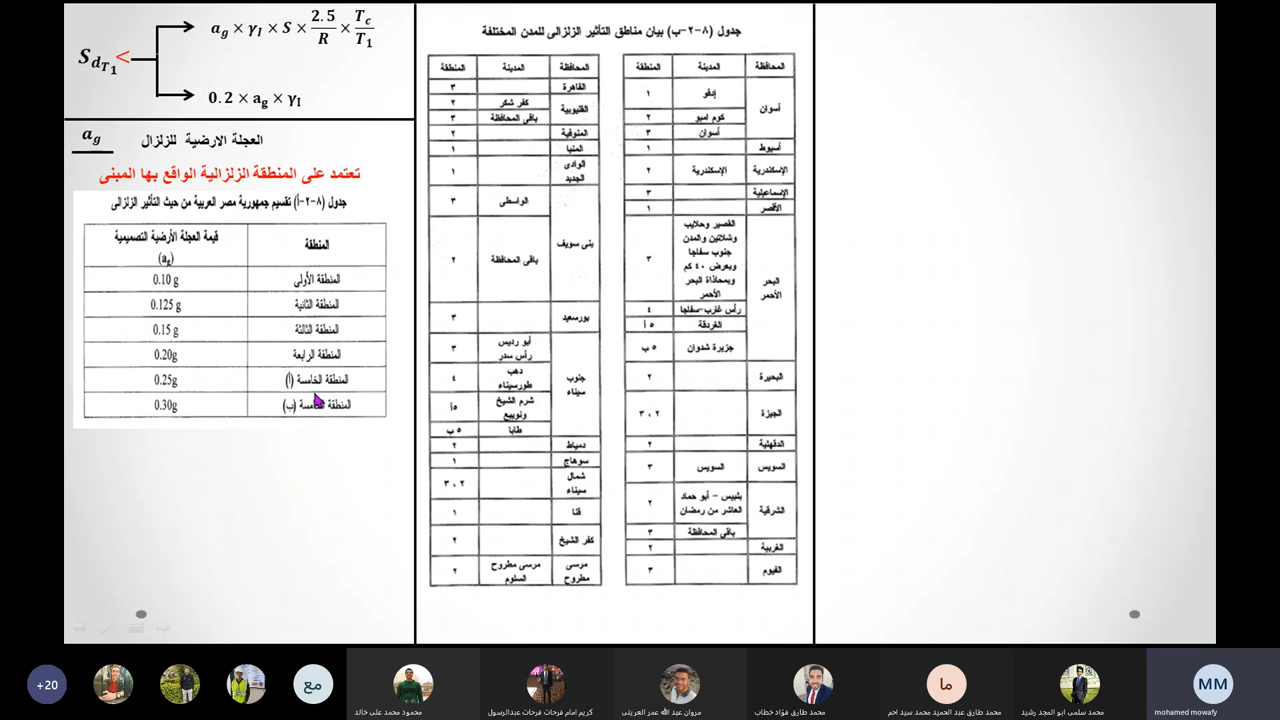 S_{d_{T_1}} <
a_g × γ_I × S × 2.5/R × T_c/T_1
0.2 × a_g × γ_I
a_g العجلة الارضية للزلزال
تعتمد على المنطقة الزلزالية الواقع بها المبنى
جدول (٨-٢-أ) تقسيم جمهورية مصر العربية من حيث التأثير الزلزالى
المنطقة قيمة العجلة الأرضية التصميمية (a_g)
المنطقة الأولى 0.10 g
المنطقة الثانية 0.125 g
المنطقة الثالثة 0.15 g
المنطقة الرابعة 0.20g
المنطقة الخامسة (أ) 0.25g
المنطقة الخامسة (ب) 0.30g
جدول (٨-٢-ب) بيان مناطق التأثير الزلزالى للمدن المختلفة
المحافظة المدينة المنطقة
أسوان إدفو ١
كوم امبو ٢
أسوان ٣
أسيوط ١
الإسكندرية الإسكندرية ٢
الإسماعيلية ٣
الأقصر ١
البحر الأحمر
القصير وحلايب
وشلاتين والمدن
جنوب سفاجا
وبعرض ٤٠ كم
وبمحاذاة البحر
الأحمر ٣
رأس غارب-سفاجا ٤
الغردقة ٥ أ
جزيرة شدوان ٥ ب
البحيرة ٢
الجيزة ٢ ، ٣
الدقهلية ٢
السويس السويس ٣
الشرقية
بلبيس - أبو حماد
العاشر من رمضان ٢
باقى المحافظة ٣
الغربية ٢
الفيوم ٣
المحافظة المدينة المنطقة
القاهرة ٣
القليوبية كفر شكر ٢
باقى المحافظة ٣
المنوفية ٢
المنيا ١
الوادى الجديد ١
بنى سويف الواسطى ٣
باقى المحافظة ٢
بورسعيد ٣
جنوب سيناء
أبو رديس
رأس سدر ٣
دهب
طورسيناء ٤
شرم الشيخ
ونويبع ٥أ
طابا ٥ ب
دمياط ٢
سوهاج ١
شمال سيناء ٢ ، ٣
قنا ١
كفر الشيخ ٢
مرسى مطروح
مرسى مطروح
السلوم ٢
+20
مع
محمود محمد على خالد
كريم امام فرحات فرحات عبدالرسول
مروان عبد الله عمر العرينى
محمد طارق فؤاد خطاب
ما
محمد طارق عبد الحميد محمد سيد احم
محمد سلمى ابو المجد رشيد
MM
mohamed mowafy